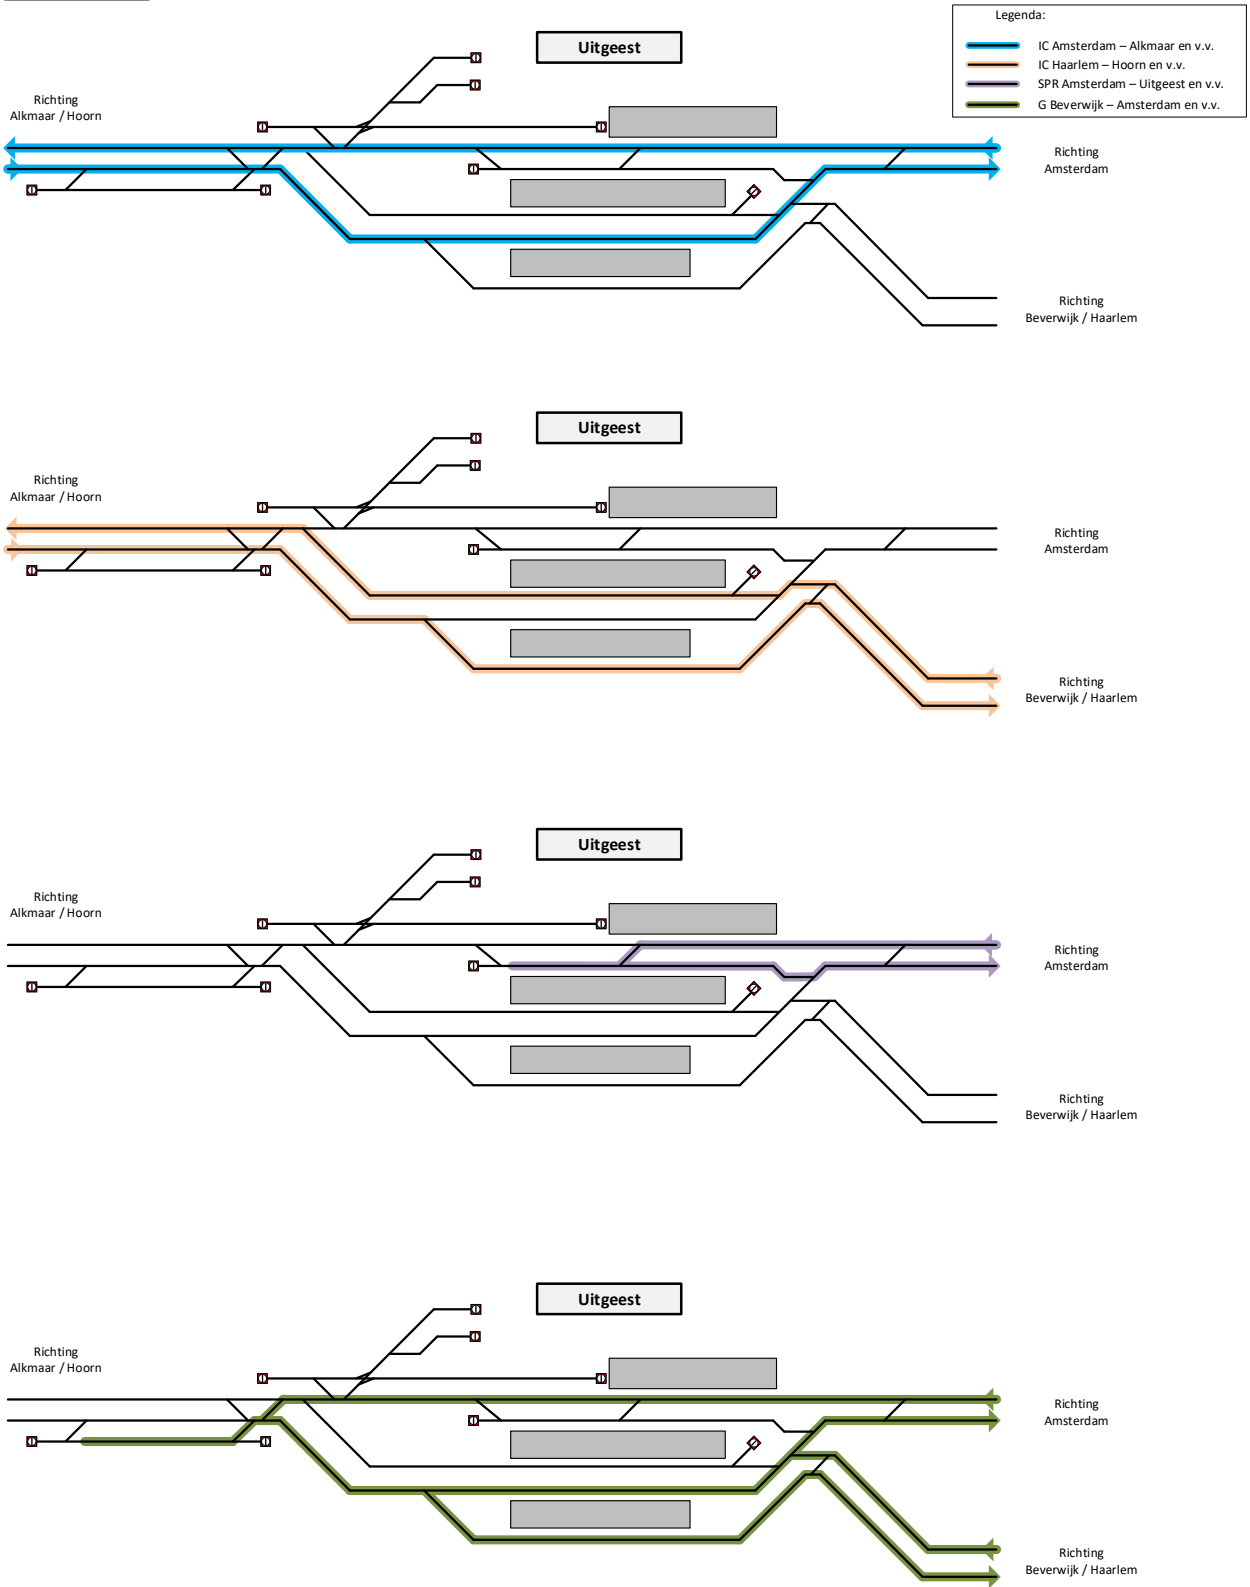 Legenda:
IC Amsterdam – Alkmaar en v.v.
IC Haarlem – Hoorn en v.v.
SPR Amsterdam – Uitgeest en v.v.
G Beverwijk – Amsterdam en v.v.
Uitgeest
Richting
Alkmaar / Hoorn
Richting
Amsterdam
Richting
Beverwijk / Haarlem
Uitgeest
Richting
Alkmaar / Hoorn
Richting
Amsterdam
Richting
Beverwijk / Haarlem
Uitgeest
Richting
Alkmaar / Hoorn
Richting
Amsterdam
Richting
Beverwijk / Haarlem
Uitgeest
Richting
Alkmaar / Hoorn
Richting
Amsterdam
Richting
Beverwijk / Haarlem